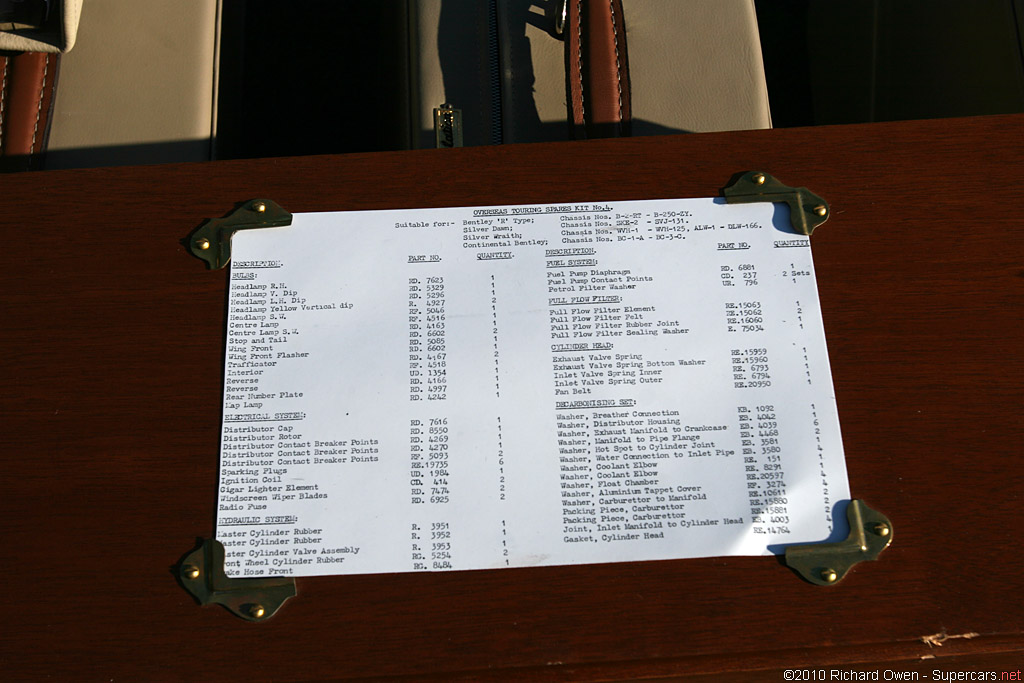 OVERSEAS TOURING SPARES KIT No.4.
Suitable for:- Bentley 'R' Type; Chassis Nos. B-2-RT - B-250-ZY.
Silver Dawn; Chassis Nos. SKE-2 - SVJ-131.
Silver Wraith; Chassis Nos. WVH-1 - WVH-125, ALW-1 - DLW-166.
Continental Bentley; Chassis Nos. BC-1-A - BC-3-G.
DESCRIPTION. PART NO. QUANTITY.
BULBS:
Headlamp R.H. RD. 7623 1
Headlamp V. Dip RD. 5329 1
Headlamp L.H. Dip RD. 5296 1
Headlamp Yellow Vertical dip R. 4927 2
Headlamp S.W. RF. 5046 1
Centre Lamp RF. 4516 1
Centre Lamp S.W. RD. 4163 1
Stop and Tail RD. 6602 2
Wing Front RD. 5085 1
Wing Front Flasher RD. 6602 1
Trafficator RD. 4167 2
Interior RF. 4518 1
Reverse UD. 1354 1
Reverse RD. 4166 1
Rear Number Plate RD. 4997 1
Map Lamp RD. 4242 1
ELECTRICAL SYSTEM:
Distributor Cap RD. 7616 1
Distributor Rotor RD. 8550 1
Distributor Contact Breaker Points RD. 4269 1
Distributor Contact Breaker Points RD. 4270 1
Distributor Contact Breaker Points RF. 5093 2
Sparking Plugs RE.19735 6
Ignition Coil UD. 1984 1
Cigar Lighter Element CD. 414 2
Windscreen Wiper Blades RD. 7474 2
Radio Fuse RD. 6925 2
HYDRAULIC SYSTEM:
Master Cylinder Rubber R. 3951 1
Master Cylinder Rubber R. 3952 1
aster Cylinder Valve Assembly R. 3953 1
ront Wheel Cylinder Rubber RG. 5254 2
ake Hose Front RG. 8484 1
DESCRIPTION. PART NO. QUANTITY
FUEL SYSTEM:
Fuel Pump Diaphragm RD. 6881 1
Fuel Pump Contact Points CD. 237 2 Sets
Petrol Filter Washer UR. 796 1
FULL FLOW FILTER:
Full Flow Filter Element RE.15063 1
Full Flow Filter Felt RE.15062 2
Full Flow Filter Rubber Joint RE.16060 1
Full Flow Filter Sealing Washer E. 75034 1
CYLINDER HEAD:
Exhaust Valve Spring RE.15959 1
Exhaust Valve Spring Bottom Washer RE.15960 1
Inlet Valve Spring Inner RE. 6793 1
Inlet Valve Spring Outer RE. 6794 1
Fan Belt RE.20950 1
DECARBONISING SET:
Washer, Breather Connection KB. 1092 1
Washer, Distributor Housing EB. 4042 1
Washer, Exhaust Manifold to Crankcase EB. 4039 6
Washer, Manifold to Pipe Flange EB. 4468 2
Washer, Hot Spot to Cylinder Joint EB. 3581 1
Washer, Water Connection to Inlet Pipe EB. 3580 4
Washer, Coolant Elbow RE. 151 1
Washer, Coolant Elbow RE. 8291 1
Washer, Float Chamber RE.20597 4
Washer, Aluminium Tappet Cover RF. 3274
Washer, Carburettor to Manifold RE.10611
Packing Piece, Carburettor RE.15880
Packing Piece, Carburettor RE.15881
Joint, Inlet Manifold to Cylinder Head KB. 4003
Gasket, Cylinder Head RE.14764
©2010 Richard Owen - Supercars.net